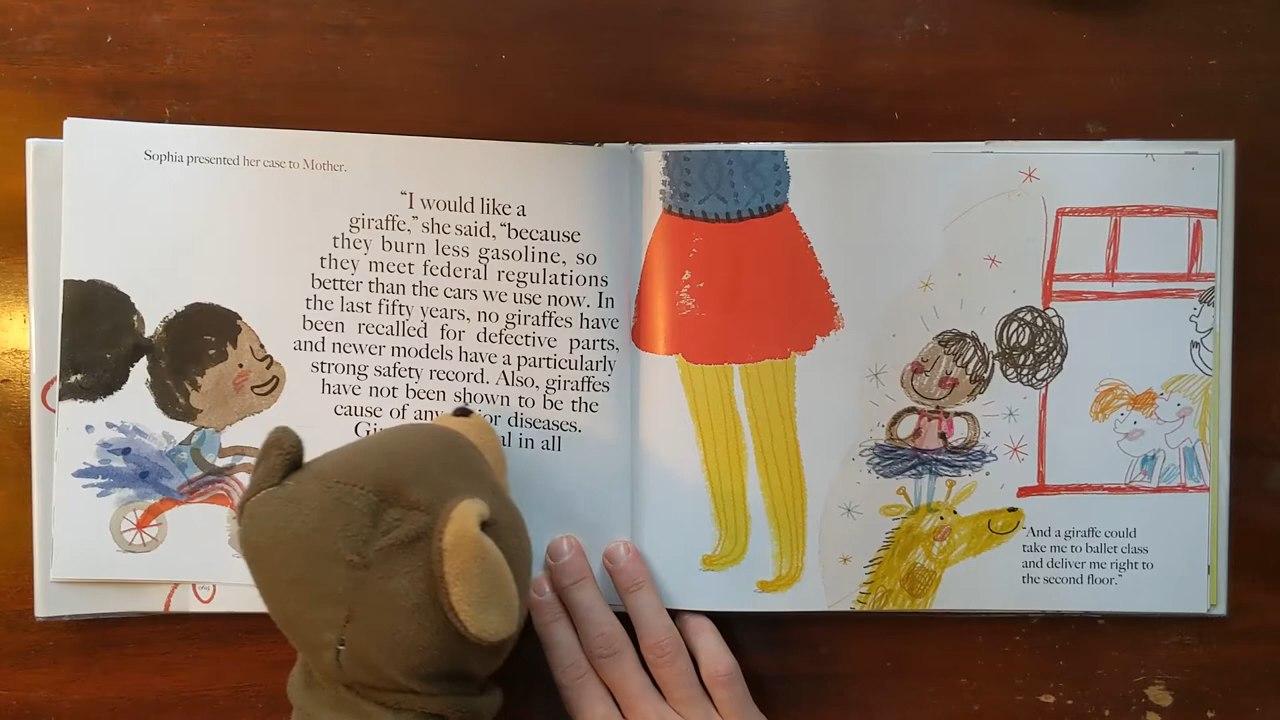 Sophia presented her case to Mother.
“I would like a
giraffe,” she said, “because
they burn less gasoline, so
they meet federal regulations
better than the cars we use now. In
the last fifty years, no giraffes have
been recalled for defective parts,
and newer models have a particularly
strong safety record. Also, giraffes
have not been shown to be the
cause of any diseases.
in all
“And a giraffe could
take me to ballet class
and deliver me right to
the second floor.”